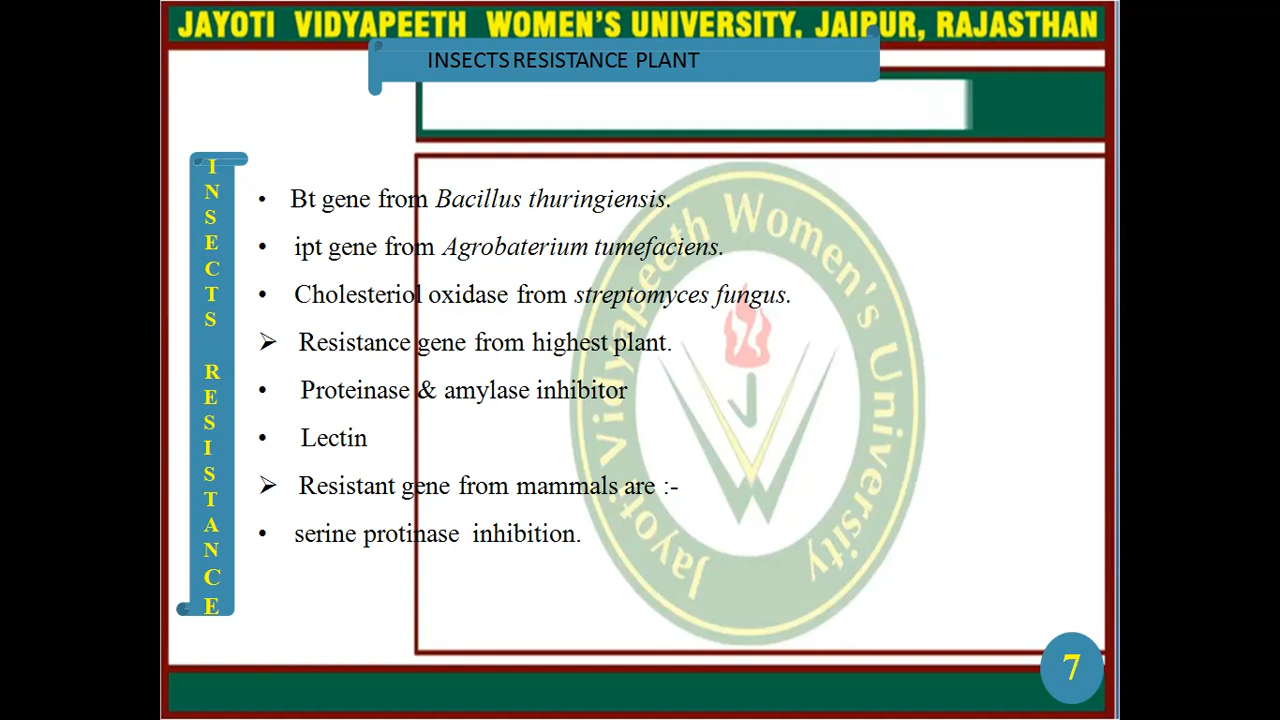 JAYOTI VIDYAPEETH WOMEN'S UNIVERSITY, JAIPUR, RAJASTHAN
INSECTS RESISTANCE PLANT
INSECTS RESISTANCE
• Bt gene from Bacillus thuringiensis.
• ipt gene from Agrobaterium tumefaciens.
• Cholesteriol oxidase from streptomyces fungus.
➢ Resistance gene from highest plant.
• Proteinase & amylase inhibitor
• Lectin
➢ Resistant gene from mammals are :-
• serine protinase inhibition.
Jayoti Vidyapeeth Women's University
7